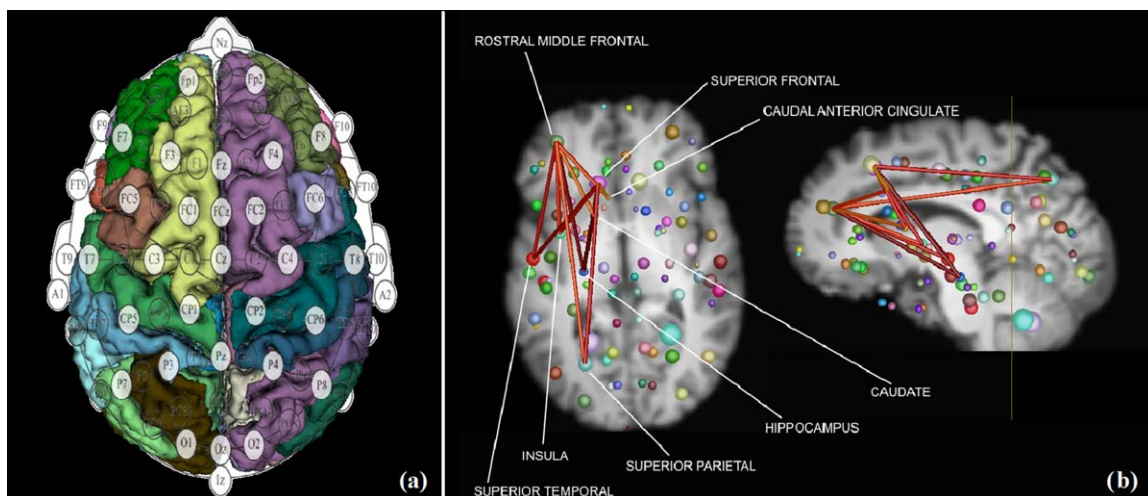 Nz
Fp1
Fp2
F9
F7
AF3
F3
F1
Fz
F4
F8
F10
FT9
FC5
FC1
FCz
FC2
FC6
FT10
T9
T7
C3
Cz
C4
T8
T10
A1
A2
CP5
CP1
CP2
CP6
P7
P3
Pz
P4
P8
O1
Oz
O2
Iz
(a)
ROSTRAL MIDDLE FRONTAL
SUPERIOR FRONTAL
CAUDAL ANTERIOR CINGULATE
CAUDATE
HIPPOCAMPUS
INSULA
SUPERIOR PARIETAL
SUPERIOR TEMPORAL
(b)